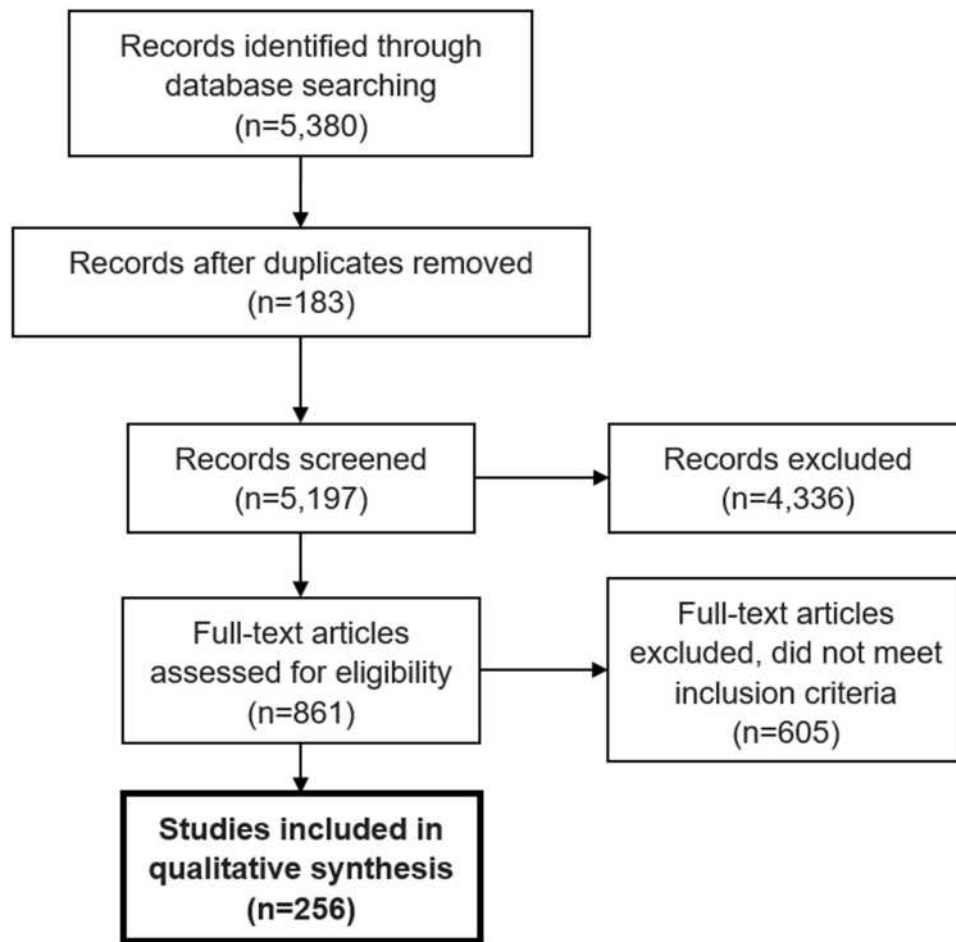 Records identified through
database searching
(n=5,380)
Records after duplicates removed
(n=183)
Records screened
(n=5,197)
Records excluded
(n=4,336)
Full-text articles
assessed for eligibility
(n=861)
Full-text articles
excluded, did not meet
inclusion criteria
(n=605)
Studies included in
qualitative synthesis
(n=256)